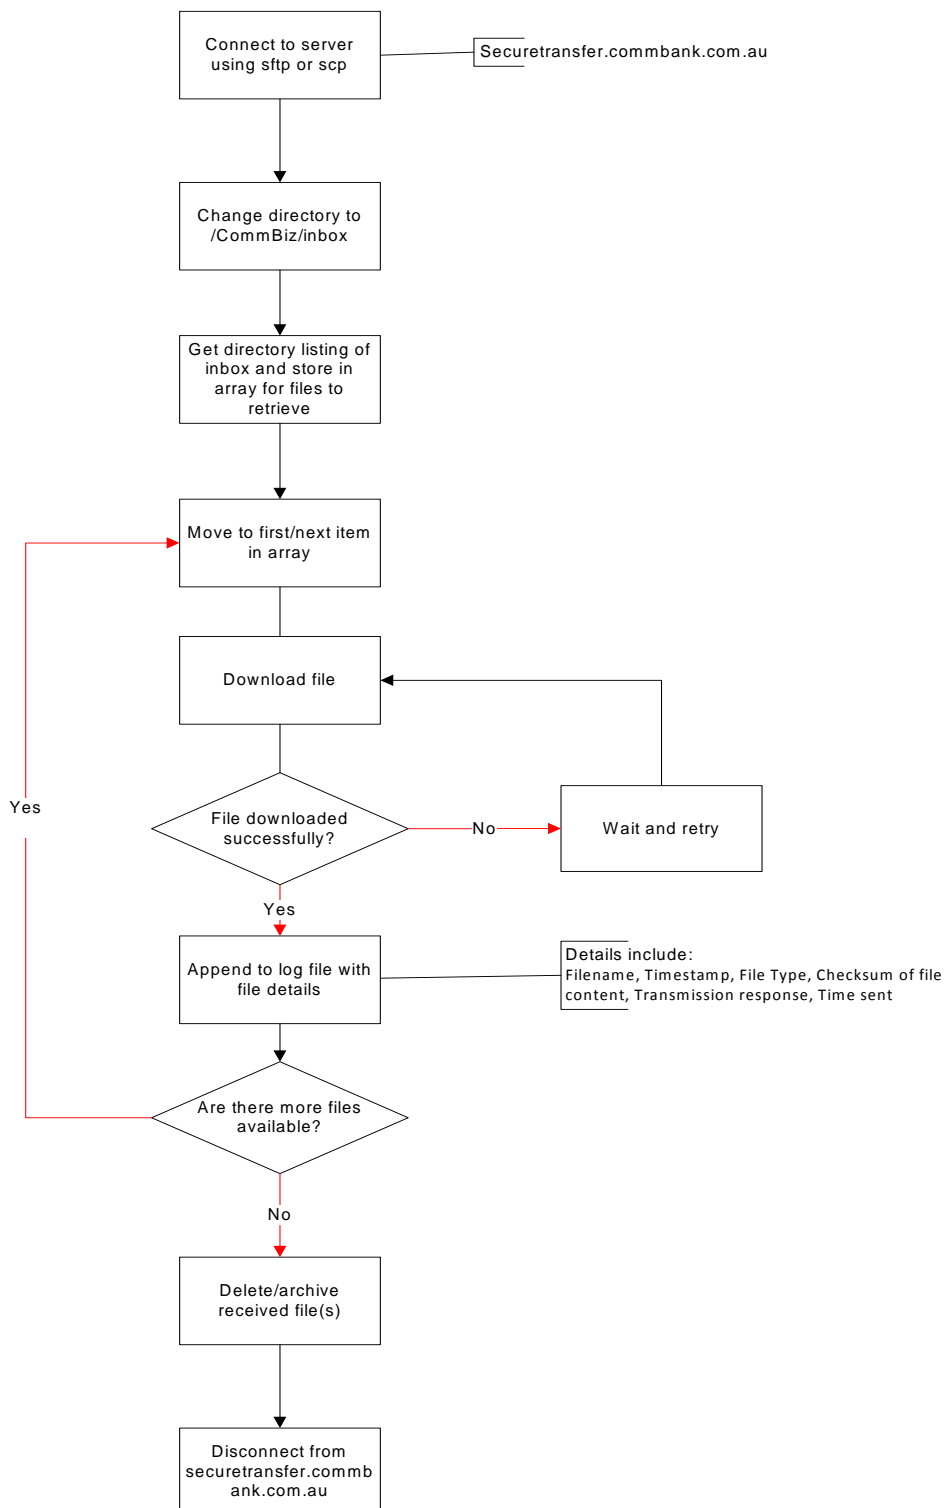 Connect to server
using sftp or scp
Securetransfer.commbank.com.au
Change directory to
/CommBiz/inbox
Get directory listing of
inbox and store in
array for files to
retrieve
Move to first/next item
in array
Download file
Yes
File downloaded
successfully?
No
Wait and retry
Yes
Append to log file with
file details
Details include:
Filename, Timestamp, File Type, Checksum of file
content, Transmission response, Time sent
Are there more files
available?
No
Delete/archive
received file(s)
Disconnect from
securetransfer.commb
ank.com.au